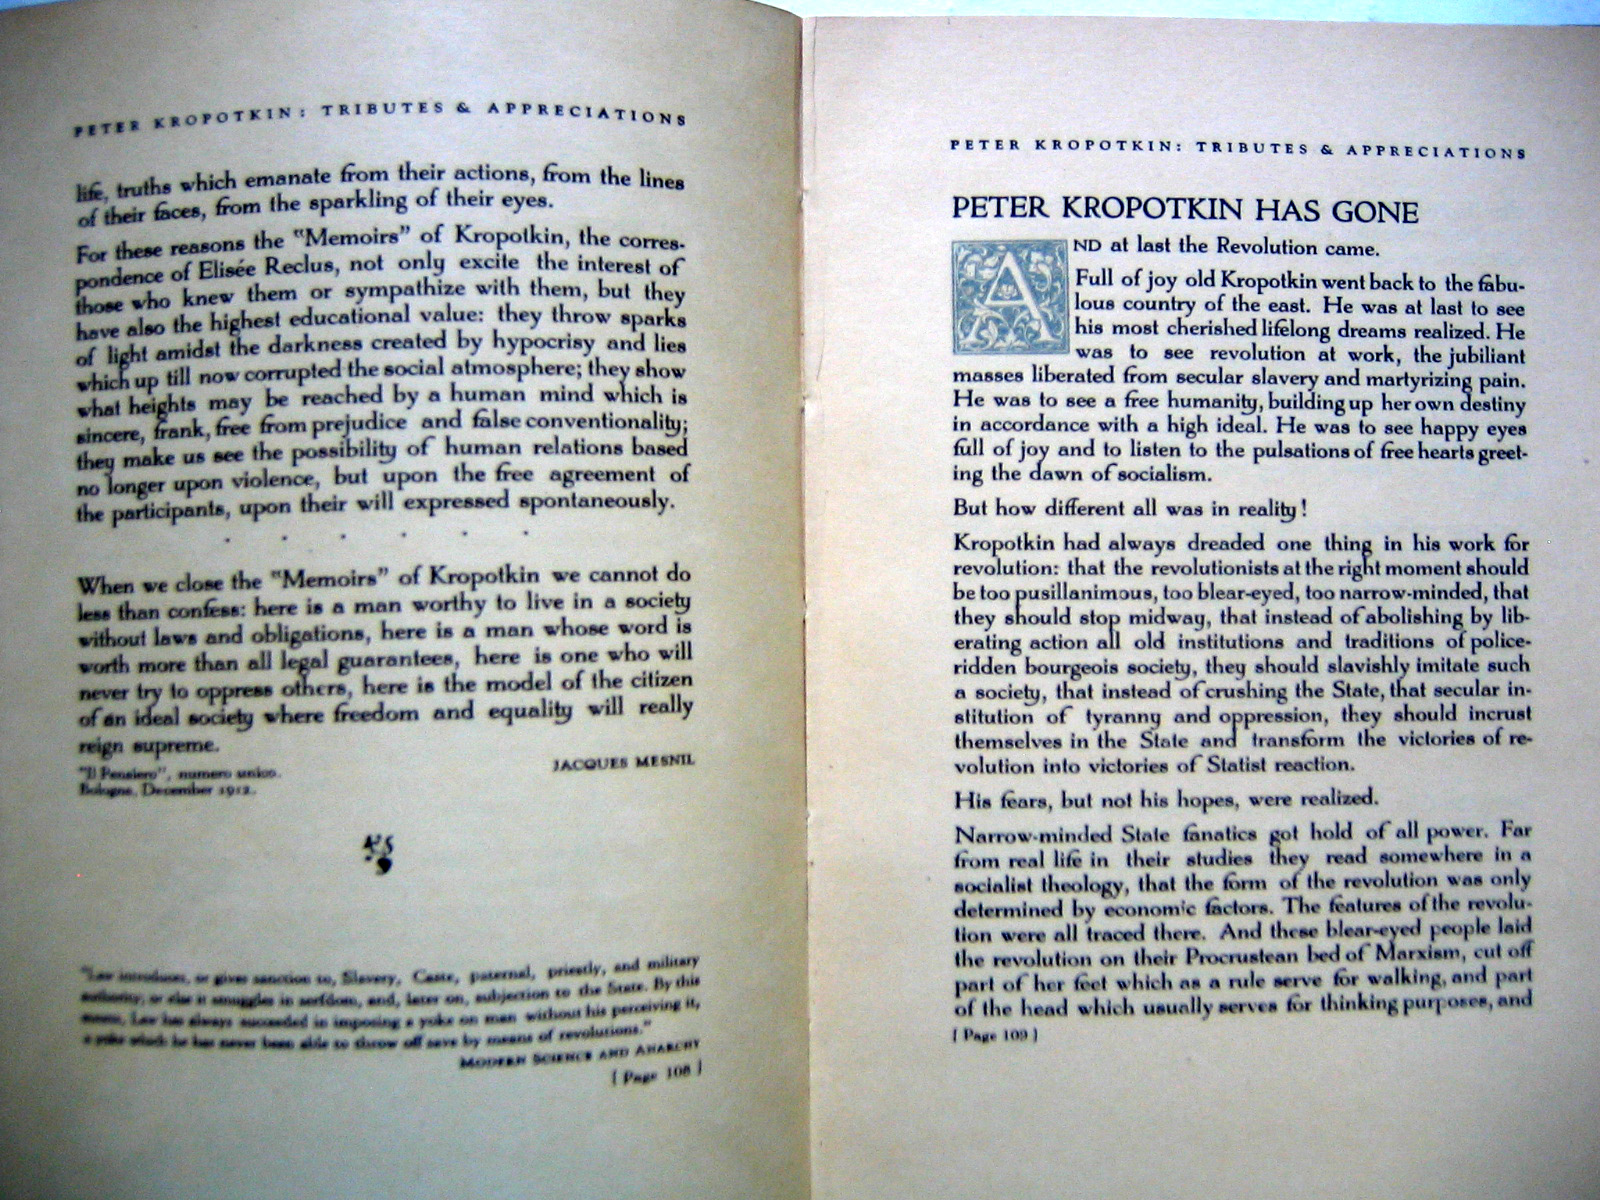 PETER KROPOTKIN: TRIBUTES & APPRECIATIONS
life, truths which emanate from their actions, from the lines
of their faces, from the sparkling of their eyes.
For these reasons the "Memoirs" of Kropotkin, the corres-
pondence of Elisée Reclus, not only excite the interest of
those who knew them or sympathize with them, but they
have also the highest educational value: they throw sparks
of light amidst the darkness created by hypocrisy and lies
which up till now corrupted the social atmosphere; they show
what heights may be reached by a human mind which is
sincere, frank, free from prejudice and false conventionality;
they make us see the possibility of human relations based
no longer upon violence, but upon the free agreement of
the participants, upon their will expressed spontaneously.
. . . . . .
When we close the "Memoirs" of Kropotkin we cannot do
less than confess: here is a man worthy to live in a society
without laws and obligations, here is a man whose word is
worth more than all legal guarantees, here is one who will
never try to oppress others, here is the model of the citizen
of an ideal society where freedom and equality will really
reign supreme.
JACQUES MESNIL
"Il Pensiero", numero unico.
Bologna, December 1912.
"Law introduces, or gives sanction to, Slavery, Caste, paternal, priestly, and military
authority, or else it smuggles in serfdom, and, later on, subjection to the State. By this
means, Law has always succeeded in imposing a yoke on man without his perceiving it,
a yoke which he has never been able to throw off save by means of revolutions."
MODERN SCIENCE AND ANARCHY
[ Page 108 ]
PETER KROPOTKIN: TRIBUTES & APPRECIATIONS
PETER KROPOTKIN HAS GONE
AND at last the Revolution came.
Full of joy old Kropotkin went back to the fabu-
lous country of the east. He was at last to see
his most cherished lifelong dreams realized. He
was to see revolution at work, the jubiliant
masses liberated from secular slavery and martyrizing pain.
He was to see a free humanity, building up her own destiny
in accordance with a high ideal. He was to see happy eyes
full of joy and to listen to the pulsations of free hearts greet-
ing the dawn of socialism.
But how different all was in reality!
Kropotkin had always dreaded one thing in his work for
revolution: that the revolutionists at the right moment should
be too pusillanimous, too blear-eyed, too narrow-minded, that
they should stop midway, that instead of abolishing by lib-
erating action all old institutions and traditions of police-
ridden bourgeois society, they should slavishly imitate such
a society, that instead of crushing the State, that secular in-
stitution of tyranny and oppression, they should incrust
themselves in the State and transform the victories of re-
volution into victories of Statist reaction.
His fears, but not his hopes, were realized.
Narrow-minded State fanatics got hold of all power. Far
from real life in their studies they read somewhere in a
socialist theology, that the form of the revolution was only
determined by economic factors. The features of the revolu-
tion were all traced there. And these blear-eyed people laid
the revolution on their Procrustean bed of Marxism, cut off
part of her feet which as a rule serve for walking, and part
of the head which usually serves for thinking purposes, and
[ Page 109 ]